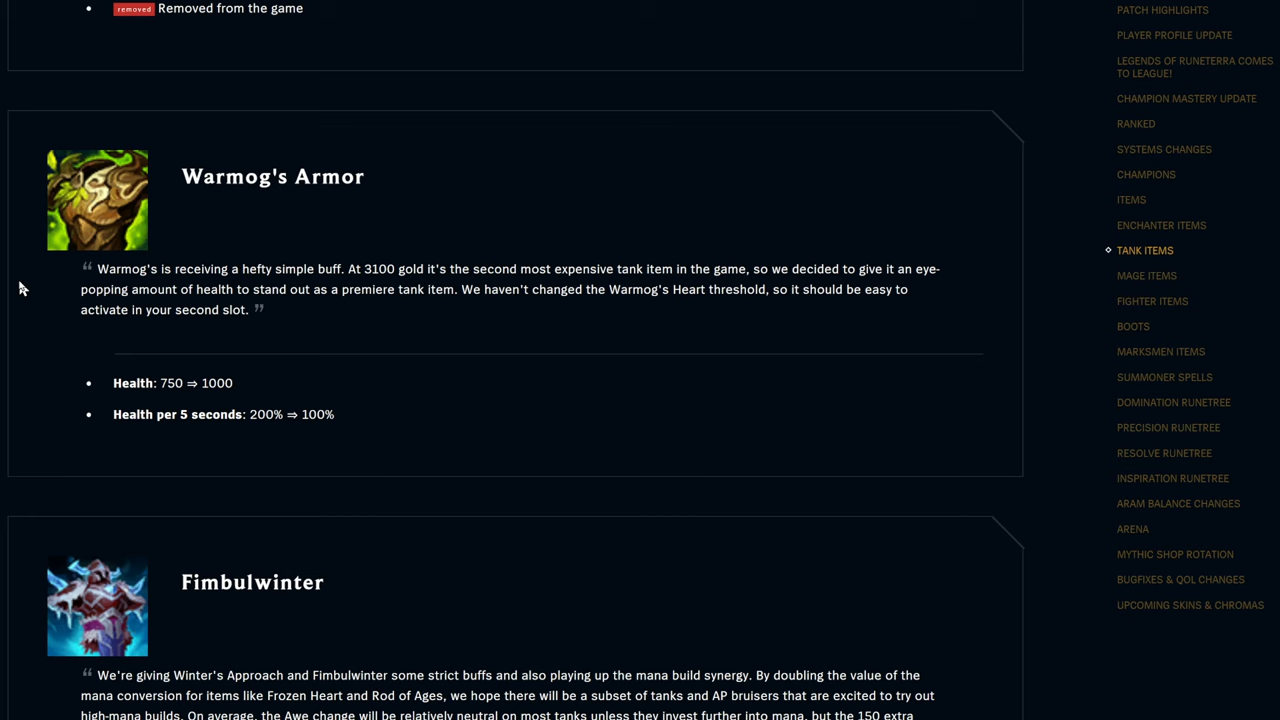 removed Removed from the game
Warmog's Armor
“ Warmog's is receiving a hefty simple buff. At 3100 gold it's the second most expensive tank item in the game, so we decided to give it an eye-
popping amount of health to stand out as a premiere tank item. We haven't changed the Warmog's Heart threshold, so it should be easy to
activate in your second slot. ”
• Health: 750 ⇒ 1000
• Health per 5 seconds: 200% ⇒ 100%
Fimbulwinter
“ We're giving Winter's Approach and Fimbulwinter some strict buffs and also playing up the mana build synergy. By doubling the value of the
mana conversion for items like Frozen Heart and Rod of Ages, we hope there will be a subset of tanks and AP bruisers that are excited to try out
high-mana builds. On average, the Awe change will be relatively neutral on most tanks unless they invest further into mana, but the 150 extra
PATCH HIGHLIGHTS
PLAYER PROFILE UPDATE
LEGENDS OF RUNETERRA COMES
TO LEAGUE!
CHAMPION MASTERY UPDATE
RANKED
SYSTEMS CHANGES
CHAMPIONS
ITEMS
ENCHANTER ITEMS
TANK ITEMS
MAGE ITEMS
FIGHTER ITEMS
BOOTS
MARKSMEN ITEMS
SUMMONER SPELLS
DOMINATION RUNETREE
PRECISION RUNETREE
RESOLVE RUNETREE
INSPIRATION RUNETREE
ARAM BALANCE CHANGES
ARENA
MYTHIC SHOP ROTATION
BUGFIXES & QOL CHANGES
UPCOMING SKINS & CHROMAS